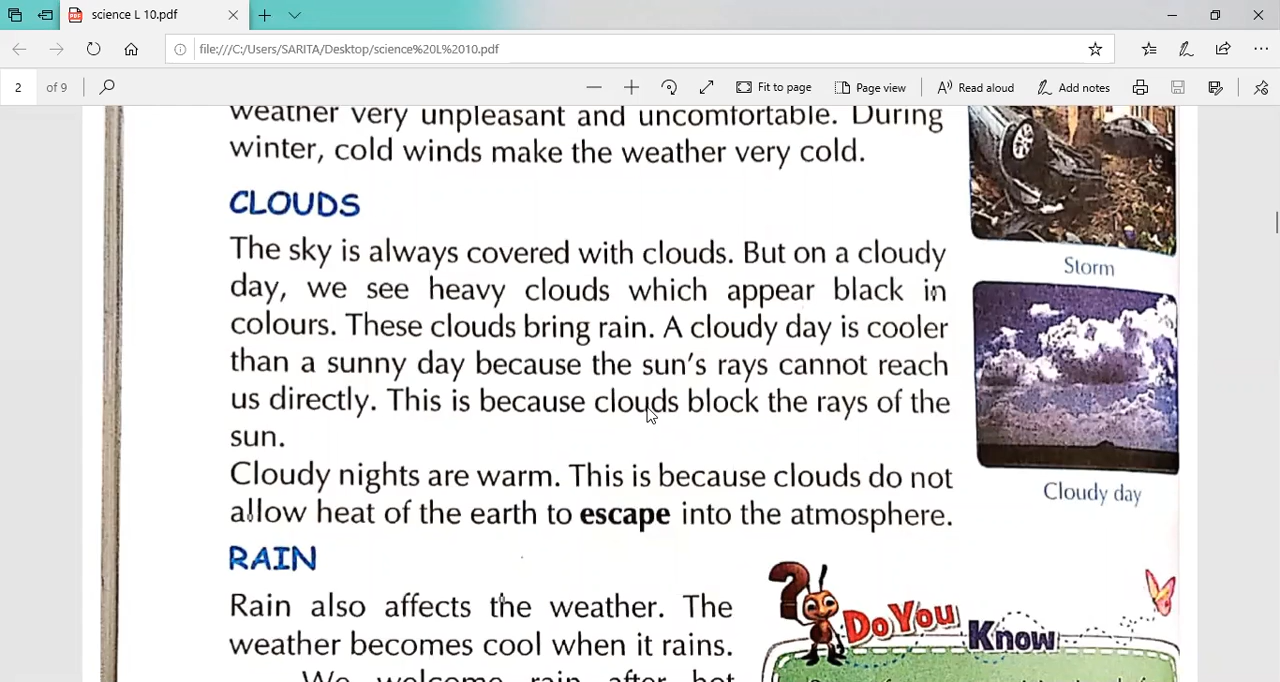 science L 10.pdf
file:///C:/Users/SARITA/Desktop/science%20L%2010.pdf
2 of 9
Fit to page
Page view
Read aloud
Add notes
weather very unpleasant and uncomfortable. During
winter, cold winds make the weather very cold.
CLOUDS
The sky is always covered with clouds. But on a cloudy
day, we see heavy clouds which appear black in
colours. These clouds bring rain. A cloudy day is cooler
than a sunny day because the sun's rays cannot reach
us directly. This is because clouds block the rays of the
sun.
Cloudy nights are warm. This is because clouds do not
allow heat of the earth to escape into the atmosphere.
RAIN
Rain also affects the weather. The
weather becomes cool when it rains.
We welcome rain after hot
Storm
Cloudy day
Do You
Know